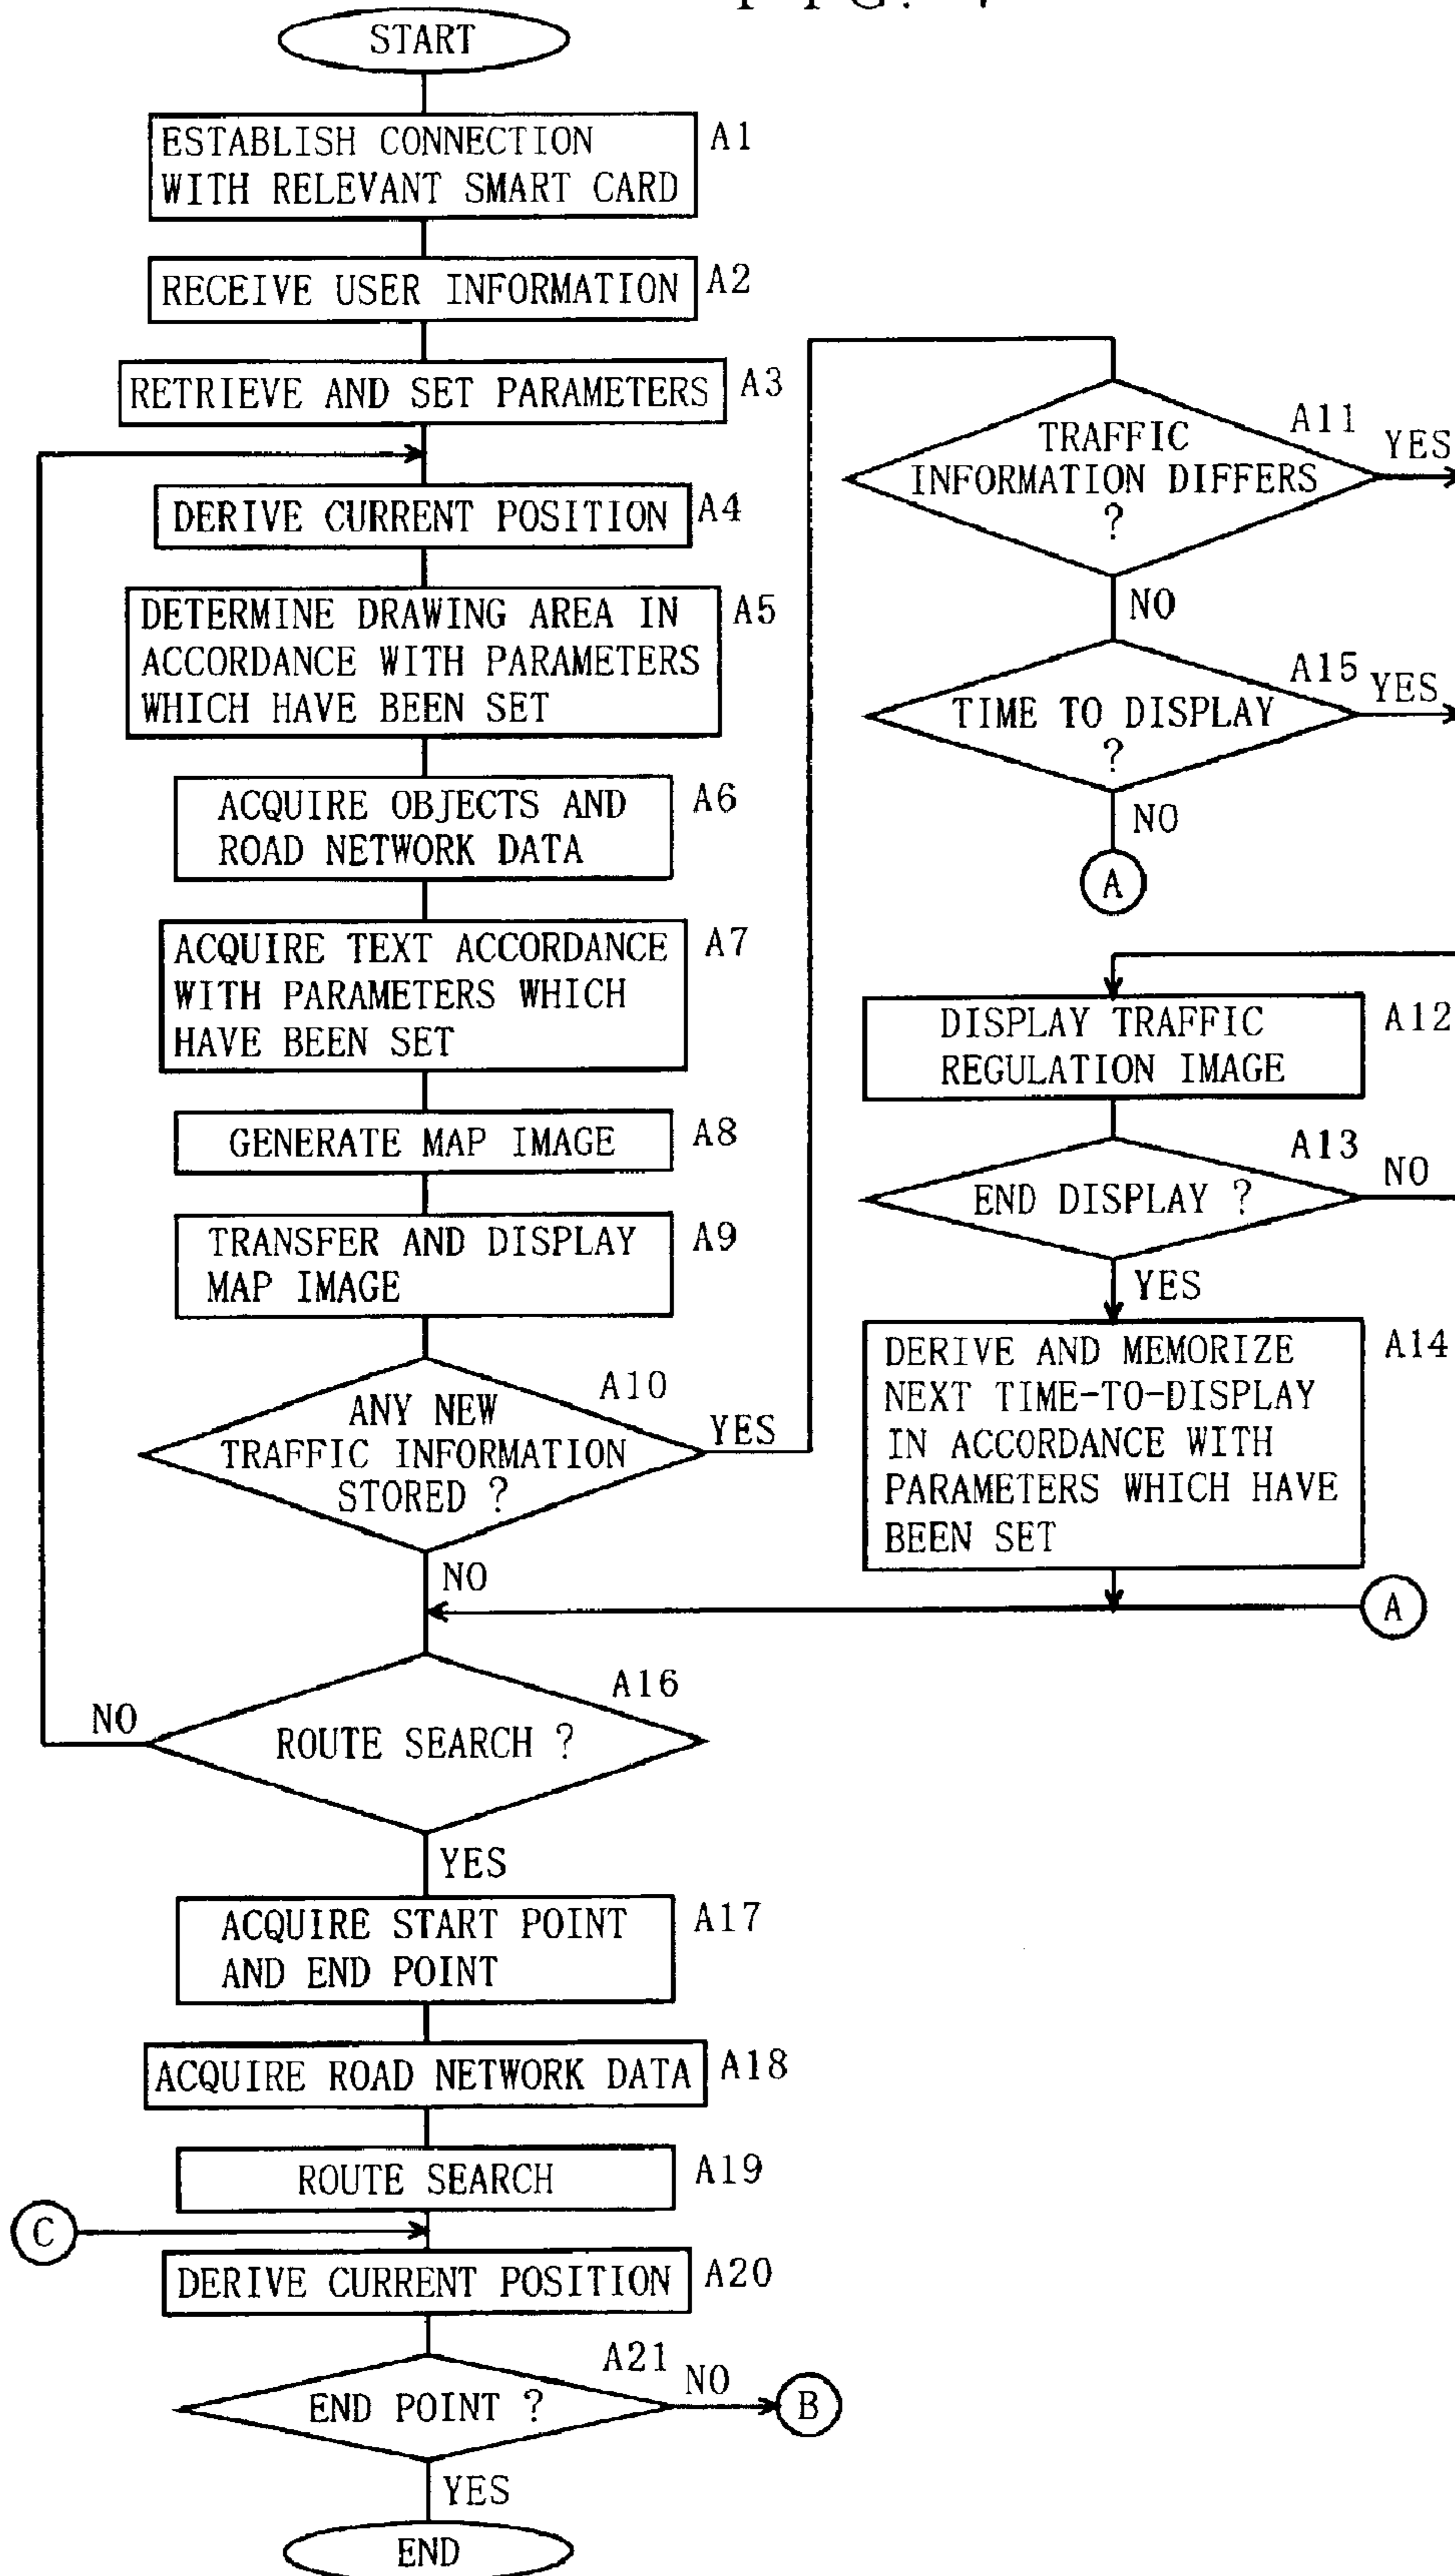 START
ESTABLISH CONNECTION
WITH RELEVANT SMART CARD
A1
RECEIVE USER INFORMATION
A2
RETRIEVE AND SET PARAMETERS
A3
DERIVE CURRENT POSITION
A4
DETERMINE DRAWING AREA IN
ACCORDANCE WITH PARAMETERS
WHICH HAVE BEEN SET
A5
ACQUIRE OBJECTS AND
ROAD NETWORK DATA
A6
ACQUIRE TEXT ACCORDANCE
WITH PARAMETERS WHICH
HAVE BEEN SET
A7
GENERATE MAP IMAGE
A8
TRANSFER AND DISPLAY
MAP IMAGE
A9
ANY NEW
TRAFFIC INFORMATION
STORED ?
A10
YES
NO
TRAFFIC
INFORMATION DIFFERS
?
A11
YES
NO
TIME TO DISPLAY
?
A15
YES
NO
A
DISPLAY TRAFFIC
REGULATION IMAGE
A12
END DISPLAY ?
A13
NO
YES
DERIVE AND MEMORIZE
NEXT TIME-TO-DISPLAY
IN ACCORDANCE WITH
PARAMETERS WHICH HAVE
BEEN SET
A14
A
ROUTE SEARCH ?
A16
NO
YES
ACQUIRE START POINT
AND END POINT
A17
ACQUIRE ROAD NETWORK DATA
A18
ROUTE SEARCH
A19
C
DERIVE CURRENT POSITION
A20
END POINT ?
A21
NO
B
YES
END